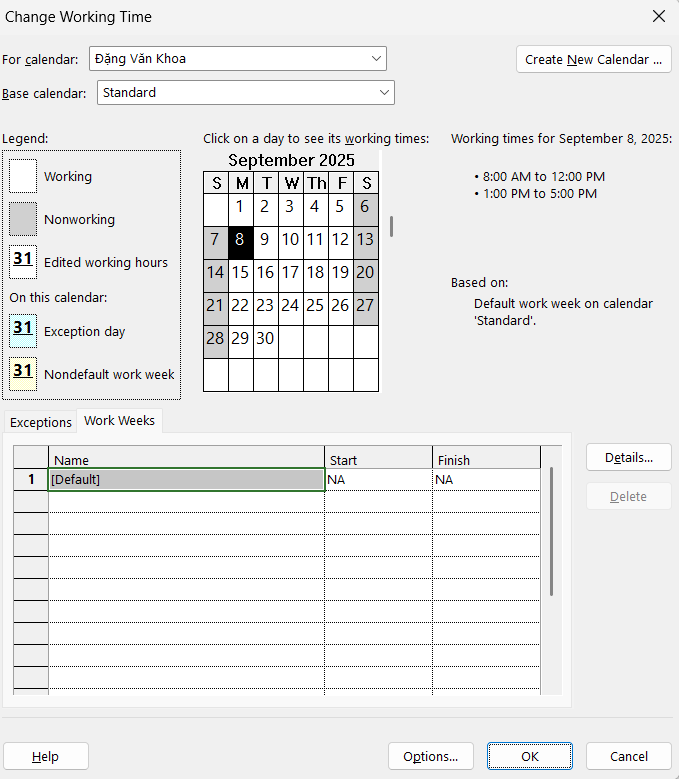 Change Working Time
For calendar: Đặng Văn Khoa
Create New Calendar ...
Base calendar: Standard
Legend:
Working
Nonworking
31 Edited working hours
On this calendar:
31 Exception day
31 Nondefault work week
Click on a day to see its working times:
September 2025
S M T W Th F S
1 2 3 4 5 6
7 8 9 10 11 12 13
14 15 16 17 18 19 20
21 22 23 24 25 26 27
28 29 30
Working times for September 8, 2025:
• 8:00 AM to 12:00 PM
• 1:00 PM to 5:00 PM
Based on:
Default work week on calendar
'Standard'.
Exceptions Work Weeks
Name Start Finish
1 [Default] NA NA
Details...
Delete
Help Options... OK Cancel